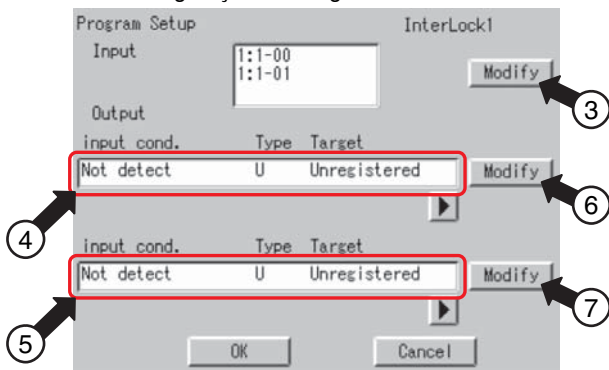 Program Setup InterLock1
Input
1:1-00
1:1-01
Modify
3
Output
input cond. Type Target
Not detect U Unregistered
Modify
4
6
input cond. Type Target
Not detect U Unregistered
Modify
5
7
OK Cancel